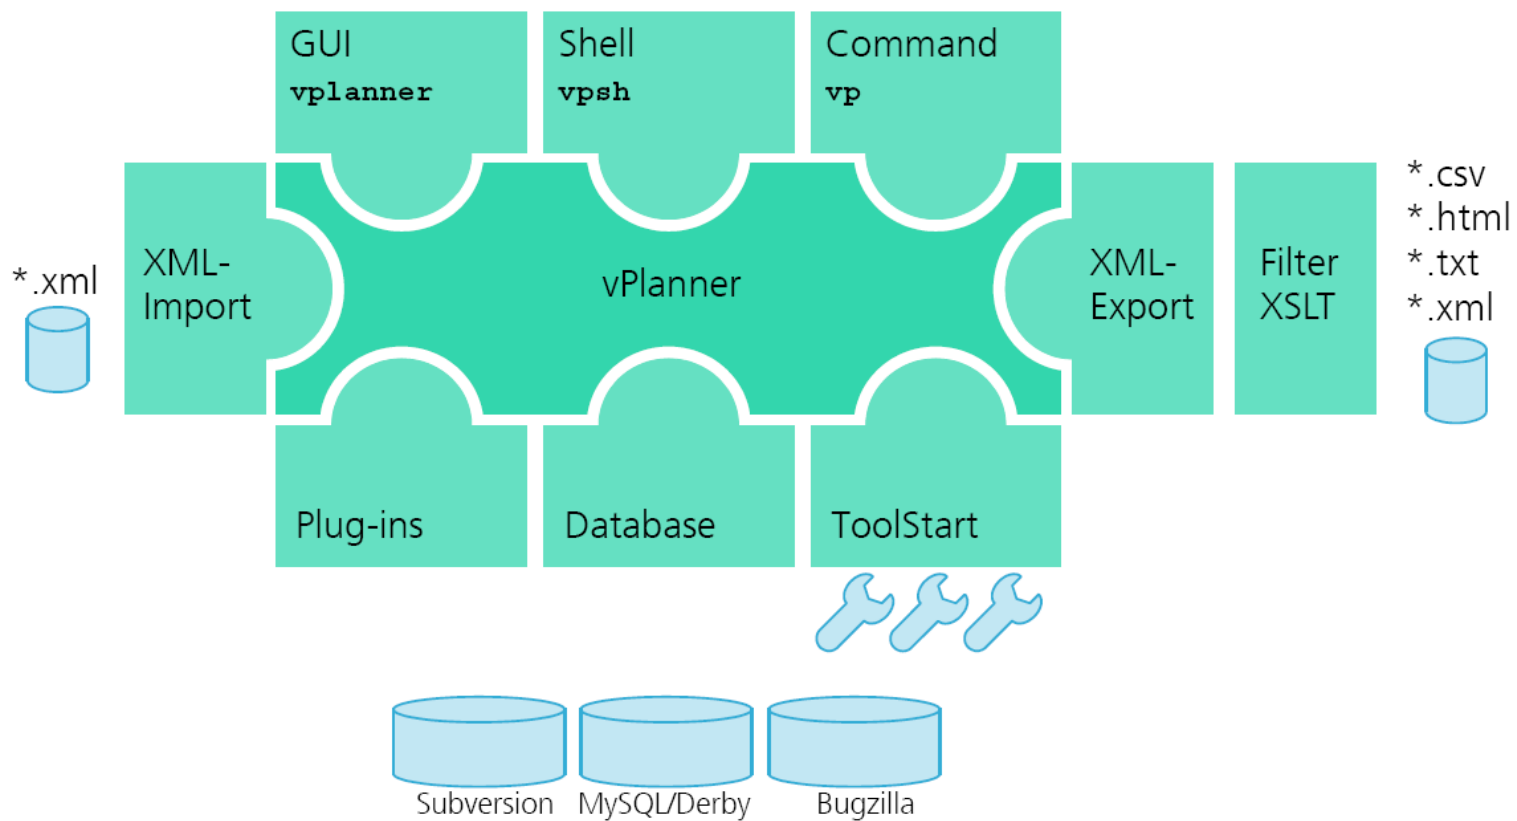 GUI
vplanner
Shell
vpsh
Command
vp
*.xml
XML-
Import
vPlanner
XML-
Export
Filter
XSLT
*.csv
*.html
*.txt
*.xml
Plug-ins
Database
ToolStart
Subversion
MySQL/Derby
Bugzilla